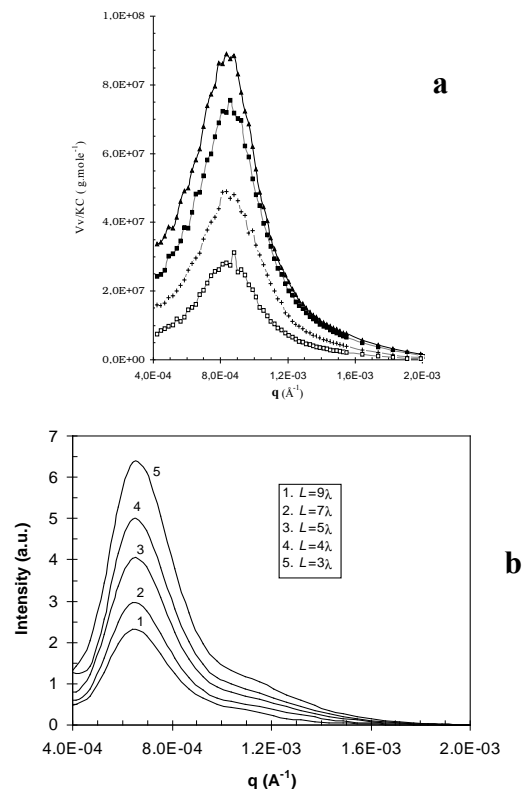 a
1,0E+08
8,0E+07
6,0E+07
4,0E+07
2,0E+07
0,0E+00
Vv/KC ( g.mole⁻¹)
4,0E-04 8,0E-04 1,2E-03 1,6E-03 2,0E-03
q (Å⁻¹)
b
7
6
5
4
3
2
1
0
Intensity (a.u.)
5
4
3
2
1
1. L=9λ
2. L=7λ
3. L=5λ
4. L=4λ
5. L=3λ
4.0E-04 8.0E-04 1.2E-03 1.6E-03 2.0E-03
q (A⁻¹)